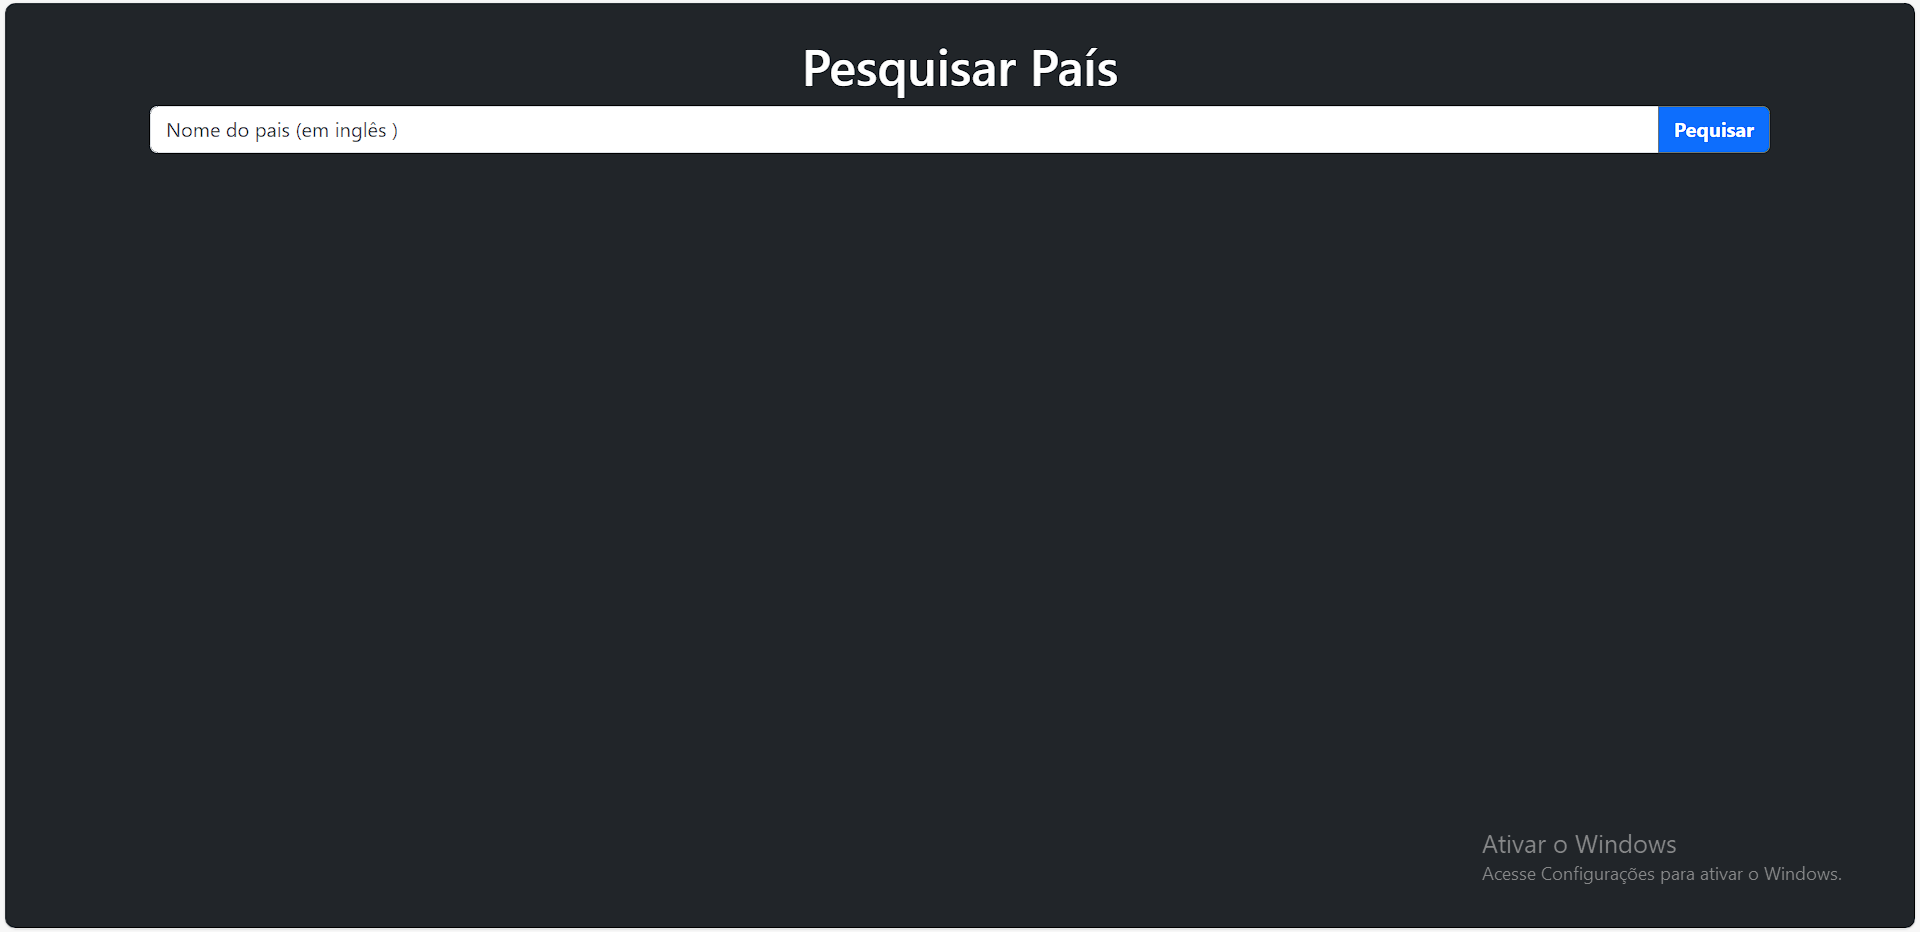 Pesquisar País
Nome do pais (em inglês )
Pequisar
Ativar o Windows
Acesse Configurações para ativar o Windows.